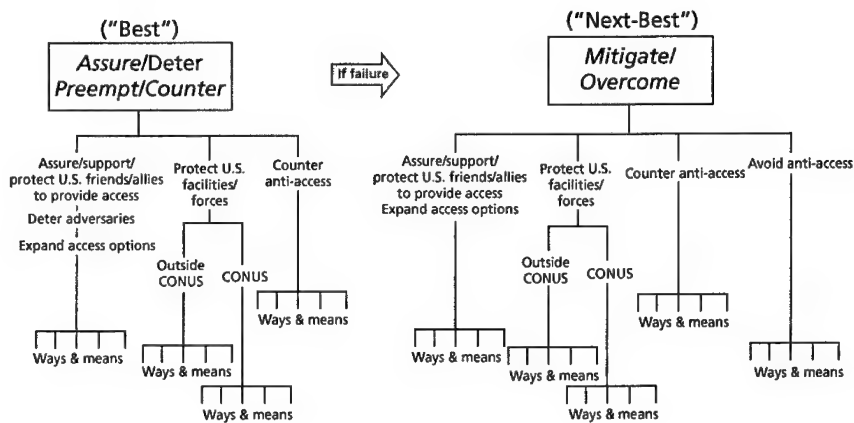 ("Best")
Assure/Deter
Preempt/Counter
If failure
("Next-Best")
Mitigate/
Overcome
Assure/support/
protect U.S. friends/allies
to provide access
Deter adversaries
Expand access options
Protect U.S.
facilities/
forces
Counter
anti-access
Outside
CONUS
CONUS
Ways & means
Ways & means
Ways & means
Ways & means
Assure/support/
protect U.S. friends/allies
to provide access
Expand access options
Protect U.S.
facilities/
forces
Counter anti-access
Avoid anti-access
Outside
CONUS
CONUS
Ways & means
Ways & means
Ways & means
Ways & means
Ways & means